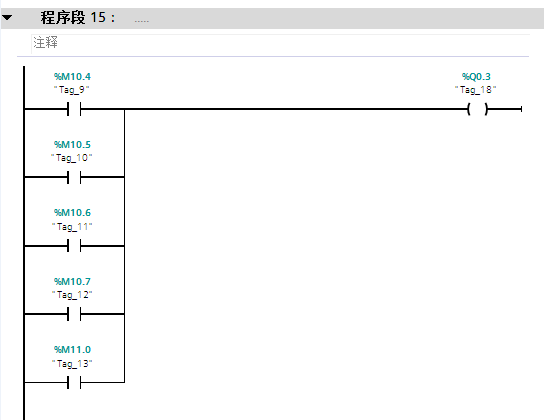 程序段 15： .....
注释
%M10.4 %Q0.3
"Tag_9" "Tag_18"
%M10.5
"Tag_10"
%M10.6
"Tag_11"
%M10.7
"Tag_12"
%M11.0
"Tag_13"